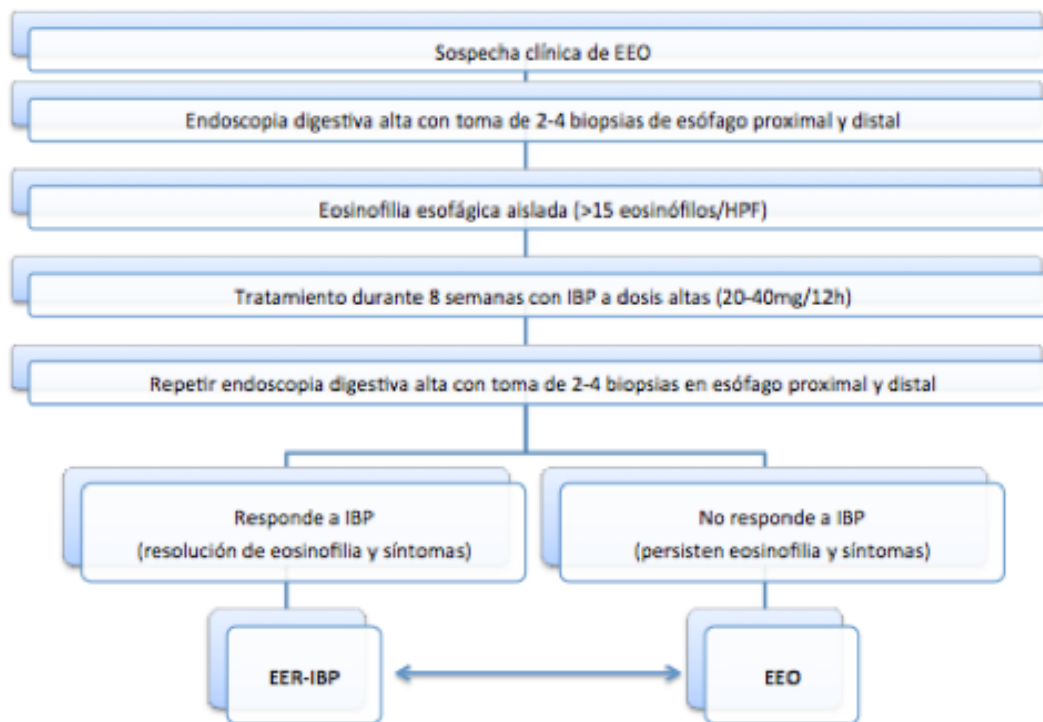 Sospecha clínica de EEO
Endoscopia digestiva alta con toma de 2-4 biopsias de esófago proximal y distal
Eosinofilia esofágica aislada (>15 eosinófilos/HPF)
Tratamiento durante 8 semanas con IBP a dosis altas (20-40mg/12h)
Repetir endoscopia digestiva alta con toma de 2-4 biopsias en esófago proximal y distal
Responde a IBP
(resolución de eosinofilia y síntomas)
No responde a IBP
(persisten eosinofilia y síntomas)
EER-IBP
EEO